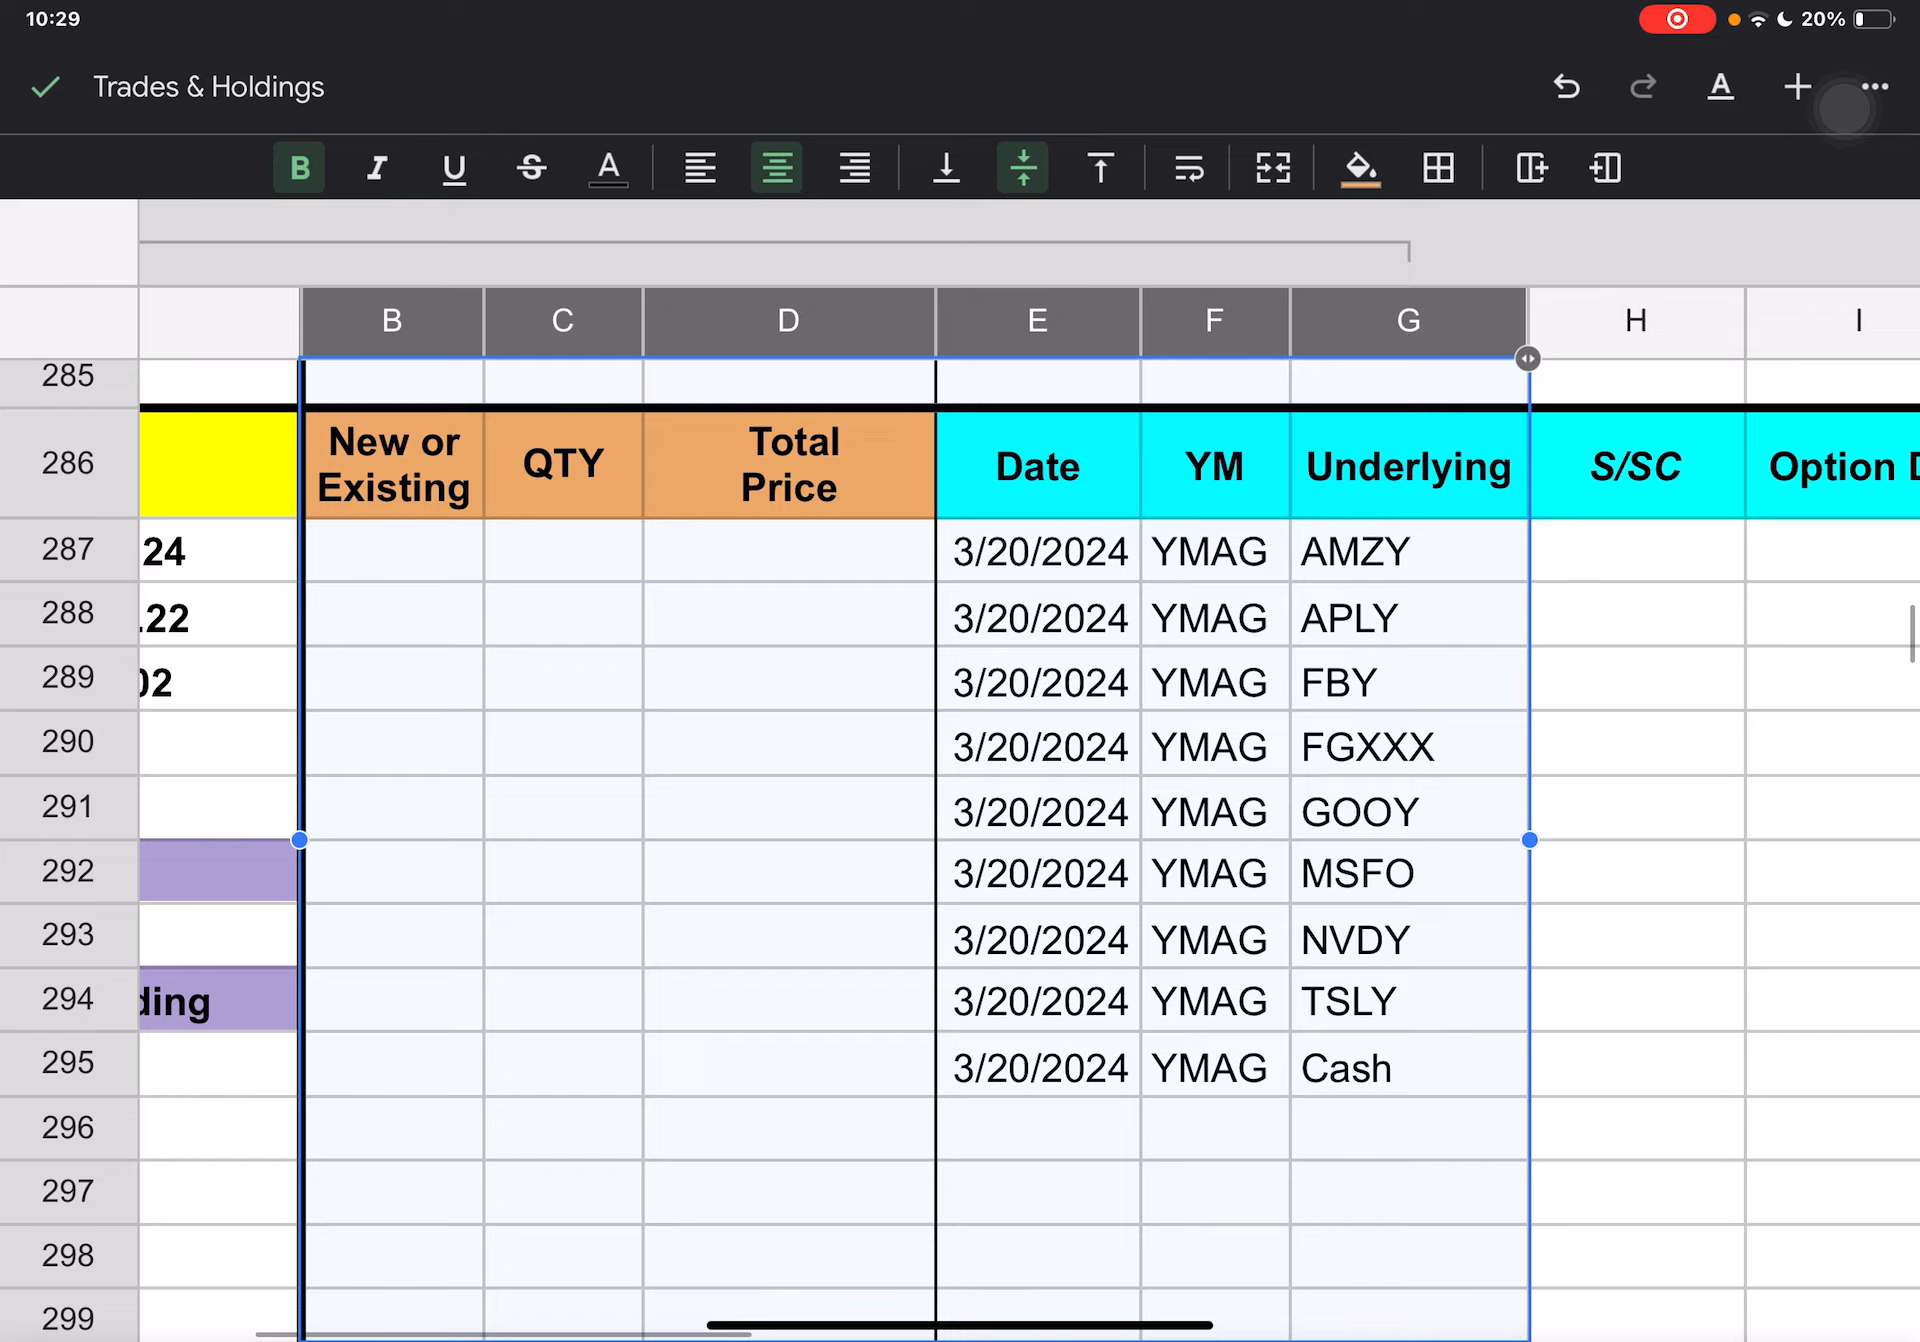 10:29
20%
Trades & Holdings
B I U S A
A
B C D E F G H I
285
286 New or Existing QTY Total Price Date YM Underlying S/SC Option D
287 24 3/20/2024 YMAG AMZY
288 .22 3/20/2024 YMAG APLY
289 02 3/20/2024 YMAG FBY
290 3/20/2024 YMAG FGXXX
291 3/20/2024 YMAG GOOY
292 3/20/2024 YMAG MSFO
293 3/20/2024 YMAG NVDY
294 ding 3/20/2024 YMAG TSLY
295 3/20/2024 YMAG Cash
296
297
298
299